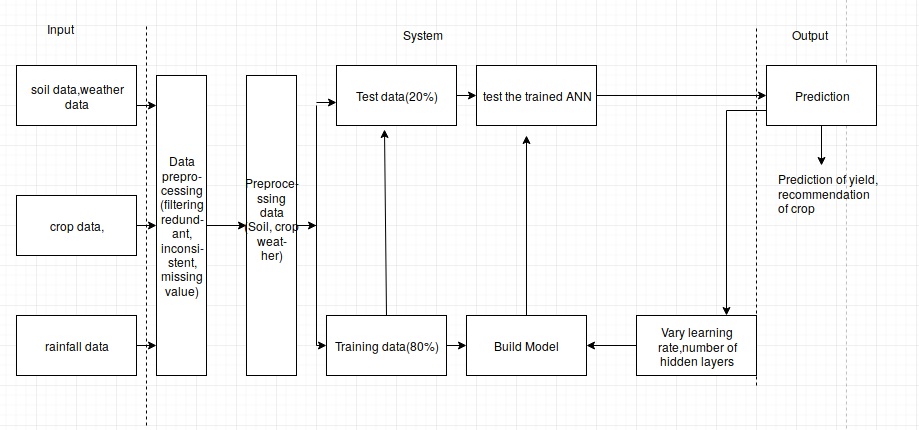 Input
System
Output
soil data,weather
data
crop data,
rainfall data
Data
prepro-
cessing
(filtering
redund-
ant,
inconsi-
stent,
missing
value)
Preproce-
ssing
data
(Soil, crop
weat-
her)
Test data(20%)
test the trained ANN
Prediction
Prediction of yield,
recommendation
of crop
Training data(80%)
Build Model
Vary learning
rate,number of
hidden layers